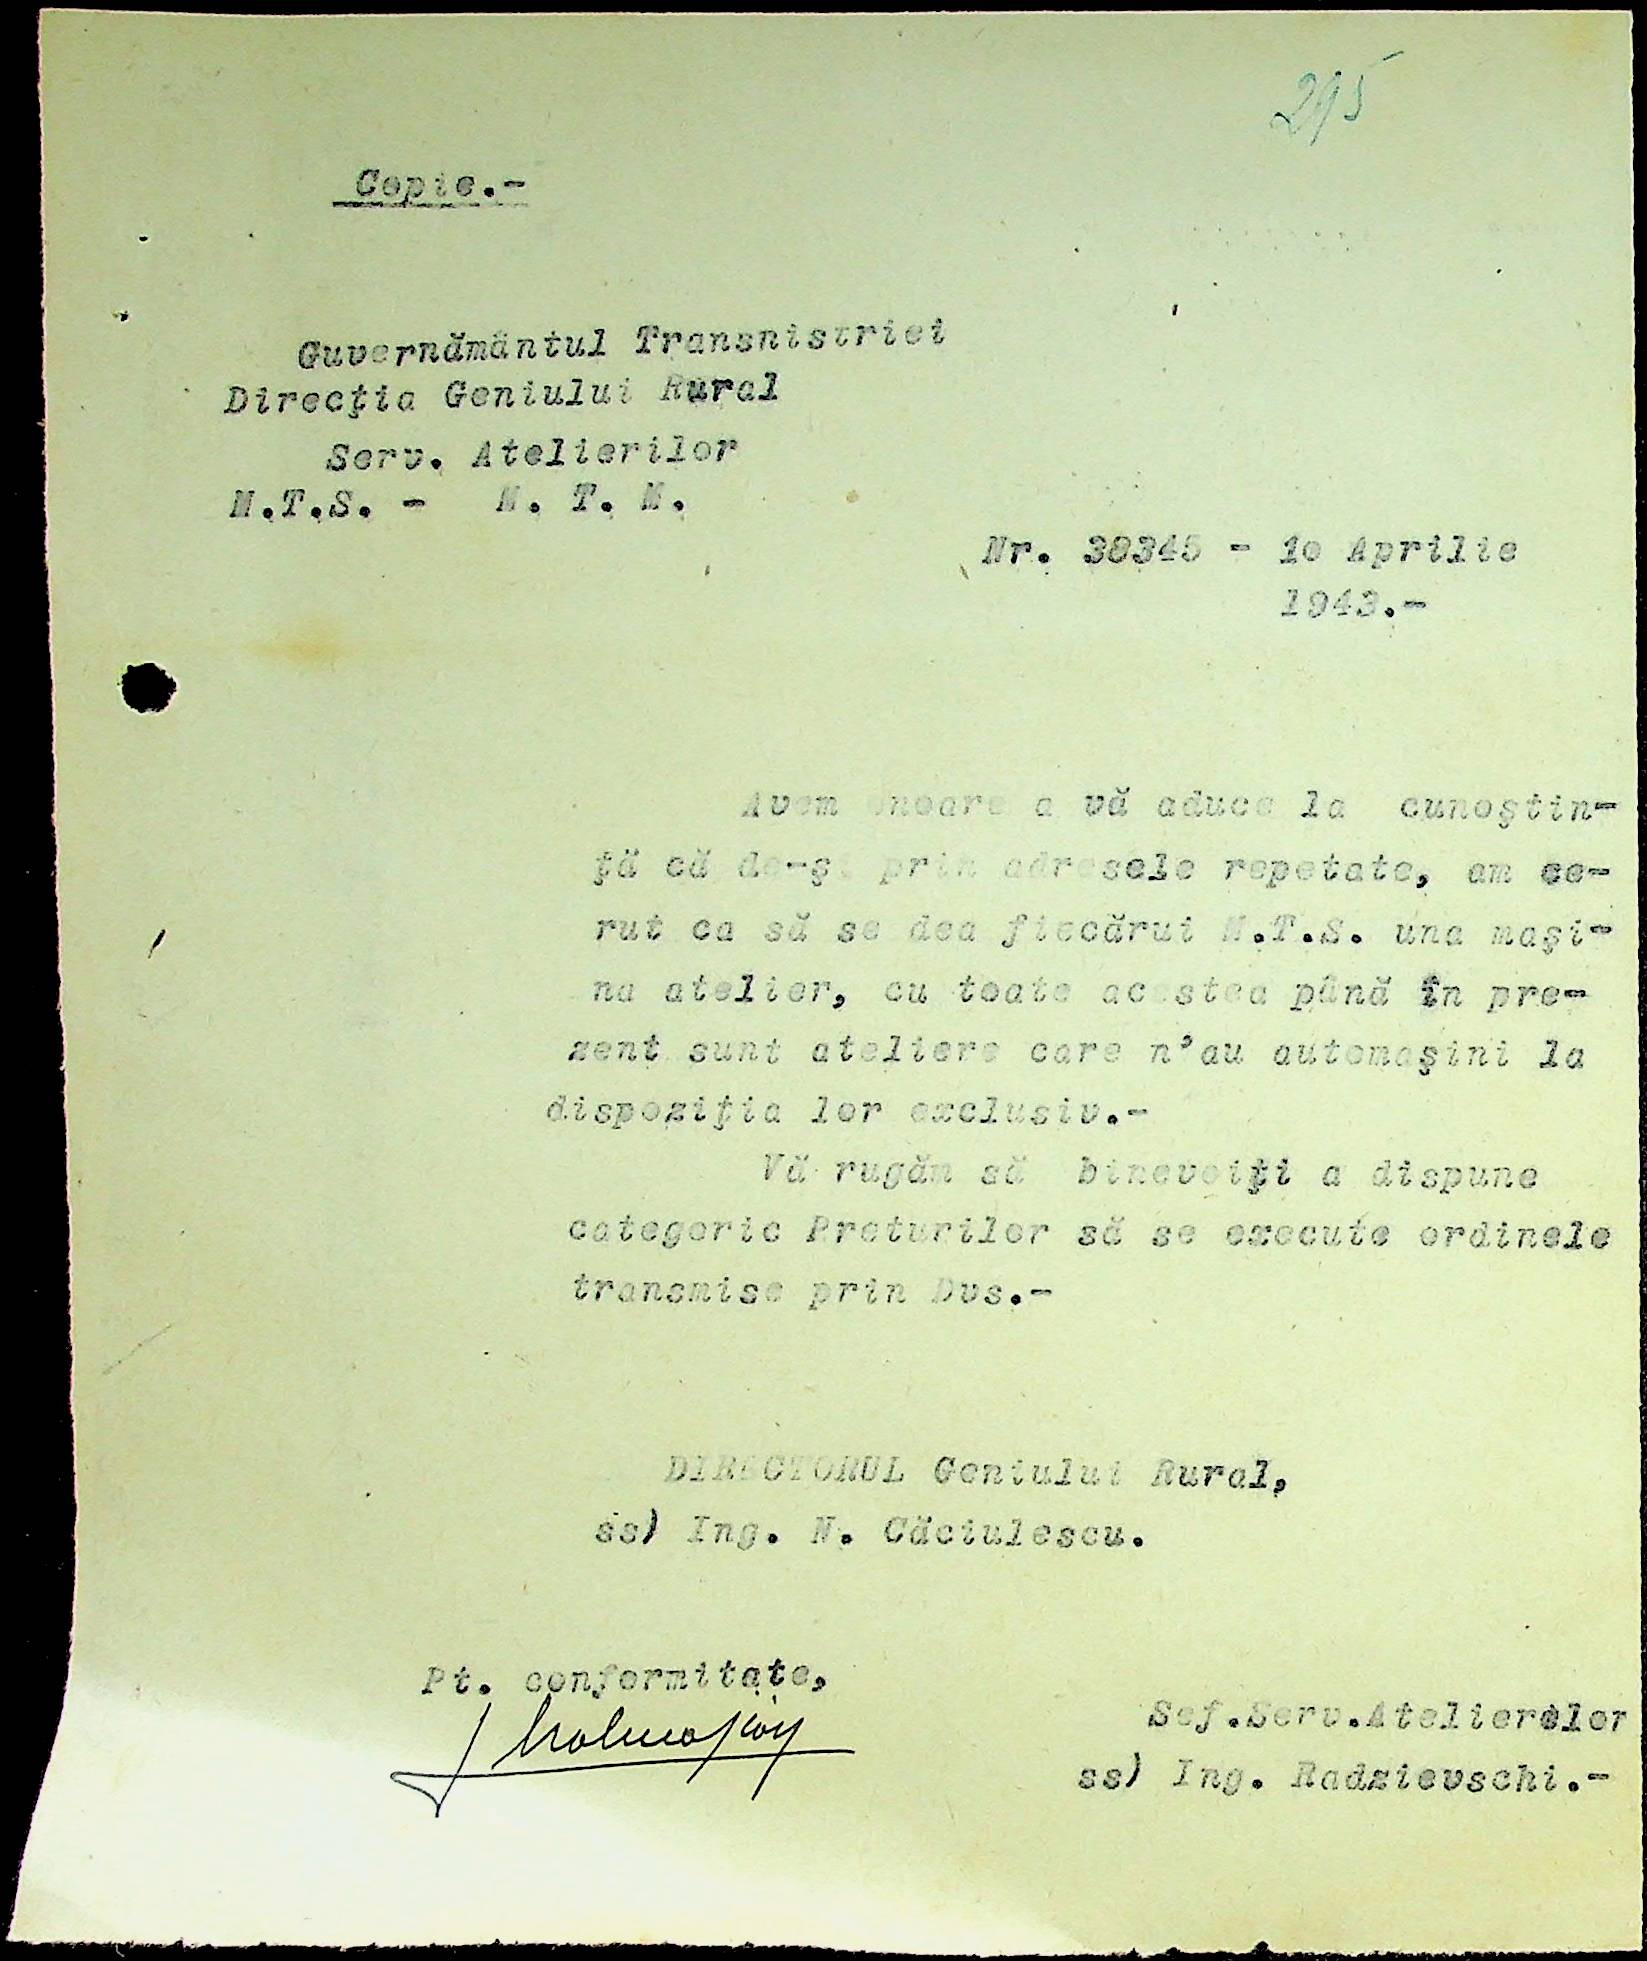 295
Copie.-
Guvernământul Transnistriei
Direcţia Geniului Rural
Serv. Atelierilor
M.T.S. - M. T. M.
Nr. 38345 - 10 Aprilie
1943.-
Avem onoare a vă aduce la cunoştin-
ţă că de-şi prin adresele repetate, am ce-
rut ca să se dea fiecărui M.T.S. una maşi-
na atelier, cu toate acestea până în pre-
zent sunt ateliere care n'au automaşini la
dispoziţia lor exclusiv.-
Vă rugăm să binevoiţi a dispune
categoric Preturilor să se execute ordinele
transmise prin Dvs.-
DIRECTORUL Geniului Rural,
ss) Ing. N. Căciulescu.
Pt. conformitate,
Sef.Serv.Atelierelor
ss) Ing. Radzievschi.-